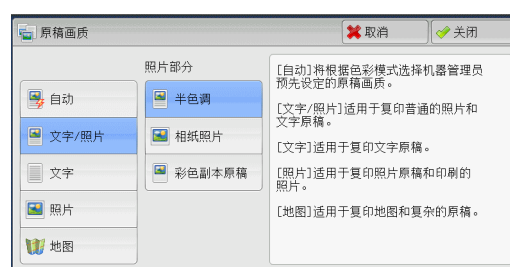 原稿画质
取消
关闭
照片部分
自动
文字/照片
文字
照片
地图
半色调
相纸照片
彩色副本原稿
[自动]将根据色彩模式选择机器管理员
预先设定的原稿画质。
[文字/照片]适用于复印普通的照片和
文字原稿。
[文字]适用于复印文字原稿。
[照片]适用于复印照片原稿和印刷的
照片。
[地图]适用于复印地图和复杂的原稿。